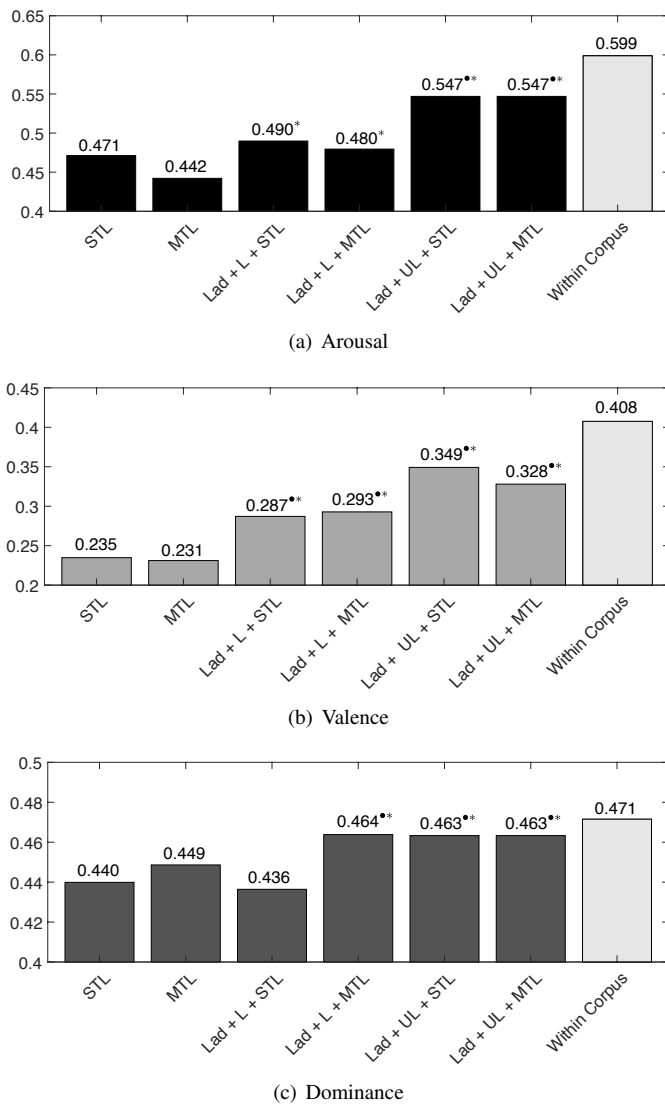 0.65
0.6
0.55
0.5
0.45
0.4
0.471
0.442
0.490*
0.480*
0.547•*
0.547•*
0.599
STL
MTL
Lad + L + STL
Lad + L + MTL
Lad + UL + STL
Lad + UL + MTL
Within Corpus
(a) Arousal
0.45
0.4
0.35
0.3
0.25
0.2
0.235
0.231
0.287•*
0.293•*
0.349•*
0.328•*
0.408
STL
MTL
Lad + L + STL
Lad + L + MTL
Lad + UL + STL
Lad + UL + MTL
Within Corpus
(b) Valence
0.5
0.48
0.46
0.44
0.42
0.4
0.440
0.449
0.436
0.464•*
0.463•*
0.463•*
0.471
STL
MTL
Lad + L + STL
Lad + L + MTL
Lad + UL + STL
Lad + UL + MTL
Within Corpus
(c) Dominance